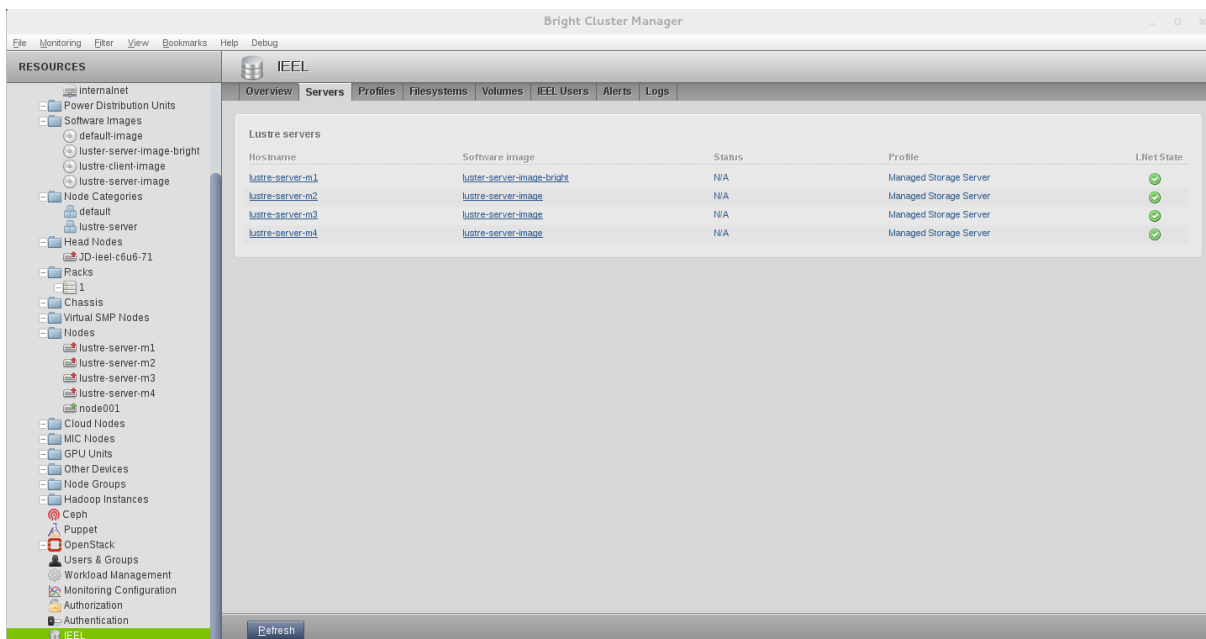 Bright Cluster Manager
File Monitoring Filter View Bookmarks Help Debug
RESOURCES
internalnet
Power Distribution Units
Software Images
default-image
luster-server-image-bright
lustre-client-image
lustre-server-image
Node Categories
default
lustre-server
Head Nodes
JD-ieel-c6u6-71
Racks
1
Chassis
Virtual SMP Nodes
Nodes
lustre-server-m1
lustre-server-m2
lustre-server-m3
lustre-server-m4
node001
Cloud Nodes
MIC Nodes
GPU Units
Other Devices
Node Groups
Hadoop Instances
Ceph
Puppet
OpenStack
Users & Groups
Workload Management
Monitoring Configuration
Authorization
Authentication
IEEL
IEEL
Overview Servers Profiles Filesystems Volumes IEEL Users Alerts Logs
Lustre servers
Hostname Software image Status Profile LNet State
lustre-server-m1 luster-server-image-bright N/A Managed Storage Server
lustre-server-m2 lustre-server-image N/A Managed Storage Server
lustre-server-m3 lustre-server-image N/A Managed Storage Server
lustre-server-m4 lustre-server-image N/A Managed Storage Server
Refresh